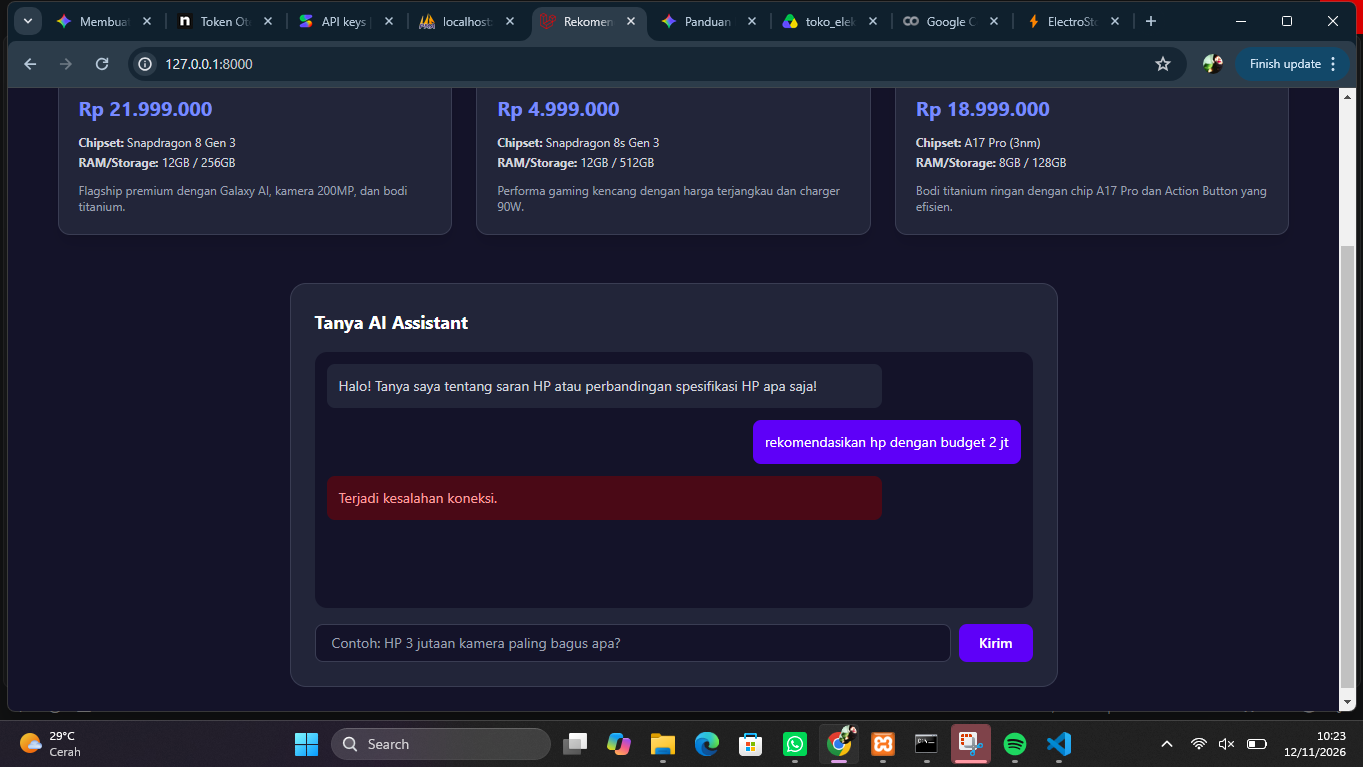 Membuat
Token Oto
API keys
localhost
Rekomen
Panduan
toko_elek
Google C
ElectroSto
127.0.0.1:8000
Finish update
Rp 21.999.000
Chipset: Snapdragon 8 Gen 3
RAM/Storage: 12GB / 256GB
Flagship premium dengan Galaxy AI, kamera 200MP, dan bodi
titanium.
Rp 4.999.000
Chipset: Snapdragon 8s Gen 3
RAM/Storage: 12GB / 512GB
Performa gaming kencang dengan harga terjangkau dan charger
90W.
Rp 18.999.000
Chipset: A17 Pro (3nm)
RAM/Storage: 8GB / 128GB
Bodi titanium ringan dengan chip A17 Pro dan Action Button yang
efisien.
Tanya AI Assistant
Halo! Tanya saya tentang saran HP atau perbandingan spesifikasi HP apa saja!
rekomendasikan hp dengan budget 2 jt
Terjadi kesalahan koneksi.
Contoh: HP 3 jutaan kamera paling bagus apa?
Kirim
29°C
Cerah
Search
10:23
12/11/2026